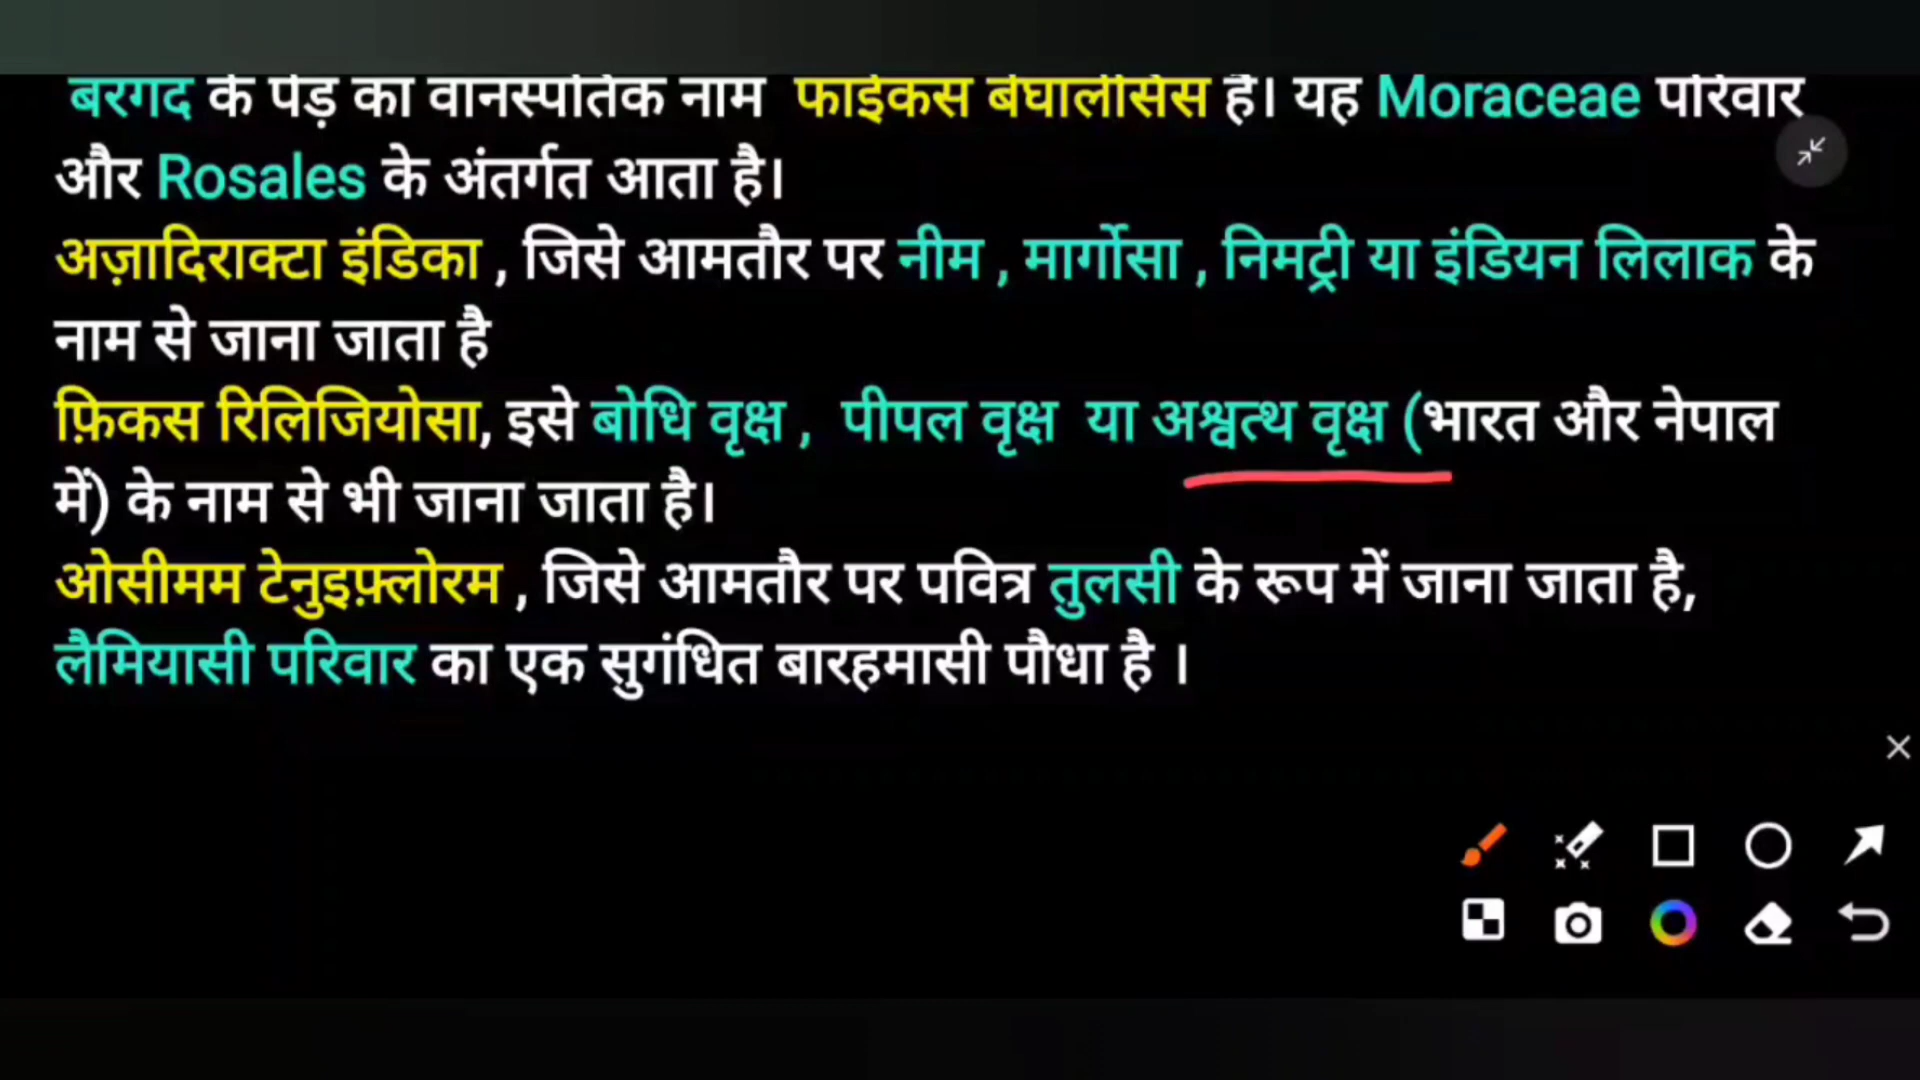 बरगद के पेड़ का वानस्पतिक नाम फाईकस बेंघालेंसिस है। यह Moraceae परिवार
और Rosales के अंतर्गत आता है।
अज़ादिराक्टा इंडिका , जिसे आमतौर पर नीम , मार्गोसा , निमट्री या इंडियन लिलाक के
नाम से जाना जाता है
फ़िकस रिलिजियोसा, इसे बोधि वृक्ष , पीपल वृक्ष या अश्वत्थ वृक्ष (भारत और नेपाल
में) के नाम से भी जाना जाता है।
ओसीमम टेनुइफ़्लोरम , जिसे आमतौर पर पवित्र तुलसी के रूप में जाना जाता है,
लैमियासी परिवार का एक सुगंधित बारहमासी पौधा है ।